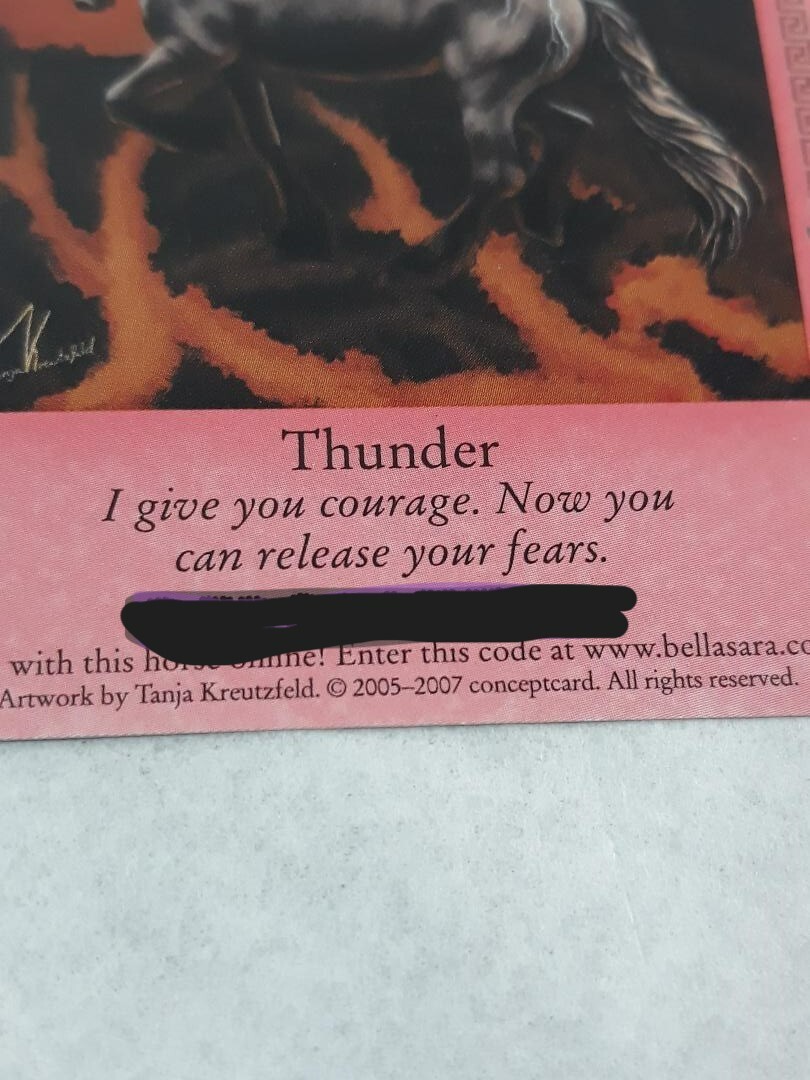 Thunder
I give you courage. Now you
can release your fears.
with this online! Enter this code at www.bellasara.co
Artwork by Tanja Kreutzfeld. © 2005–2007 conceptcard. All rights reserved.